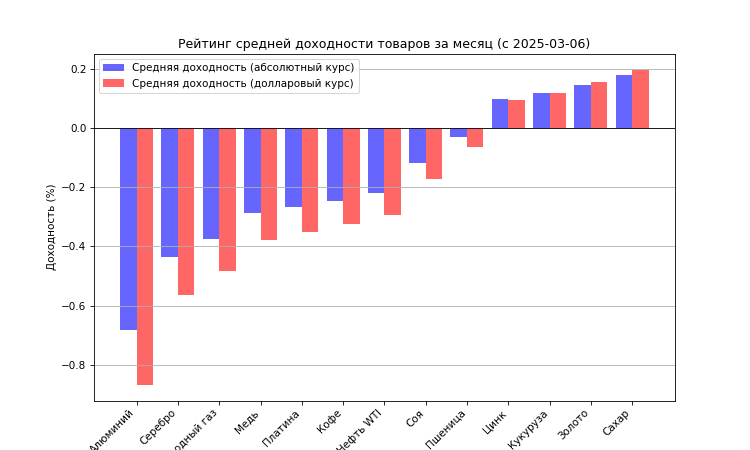 Рейтинг средней доходности товаров за месяц (с 2025-03-06)
Средняя доходность (абсолютный курс)
Средняя доходность (долларовый курс)
Доходность (%)
0.2
0.0
−0.2
−0.4
−0.6
−0.8
Алюминий
Серебро
газ
Медь
Платина
Кофе
Нефть WTI
Соя
Пшеница
Цинк
Кукуруза
Золото
Сахар